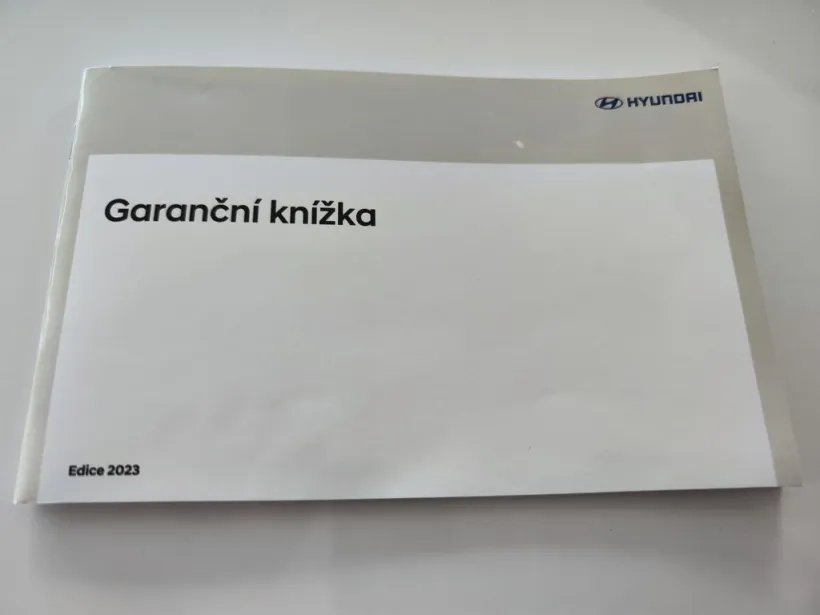 HYUNDAI
Garanční knížka
Edice 2023